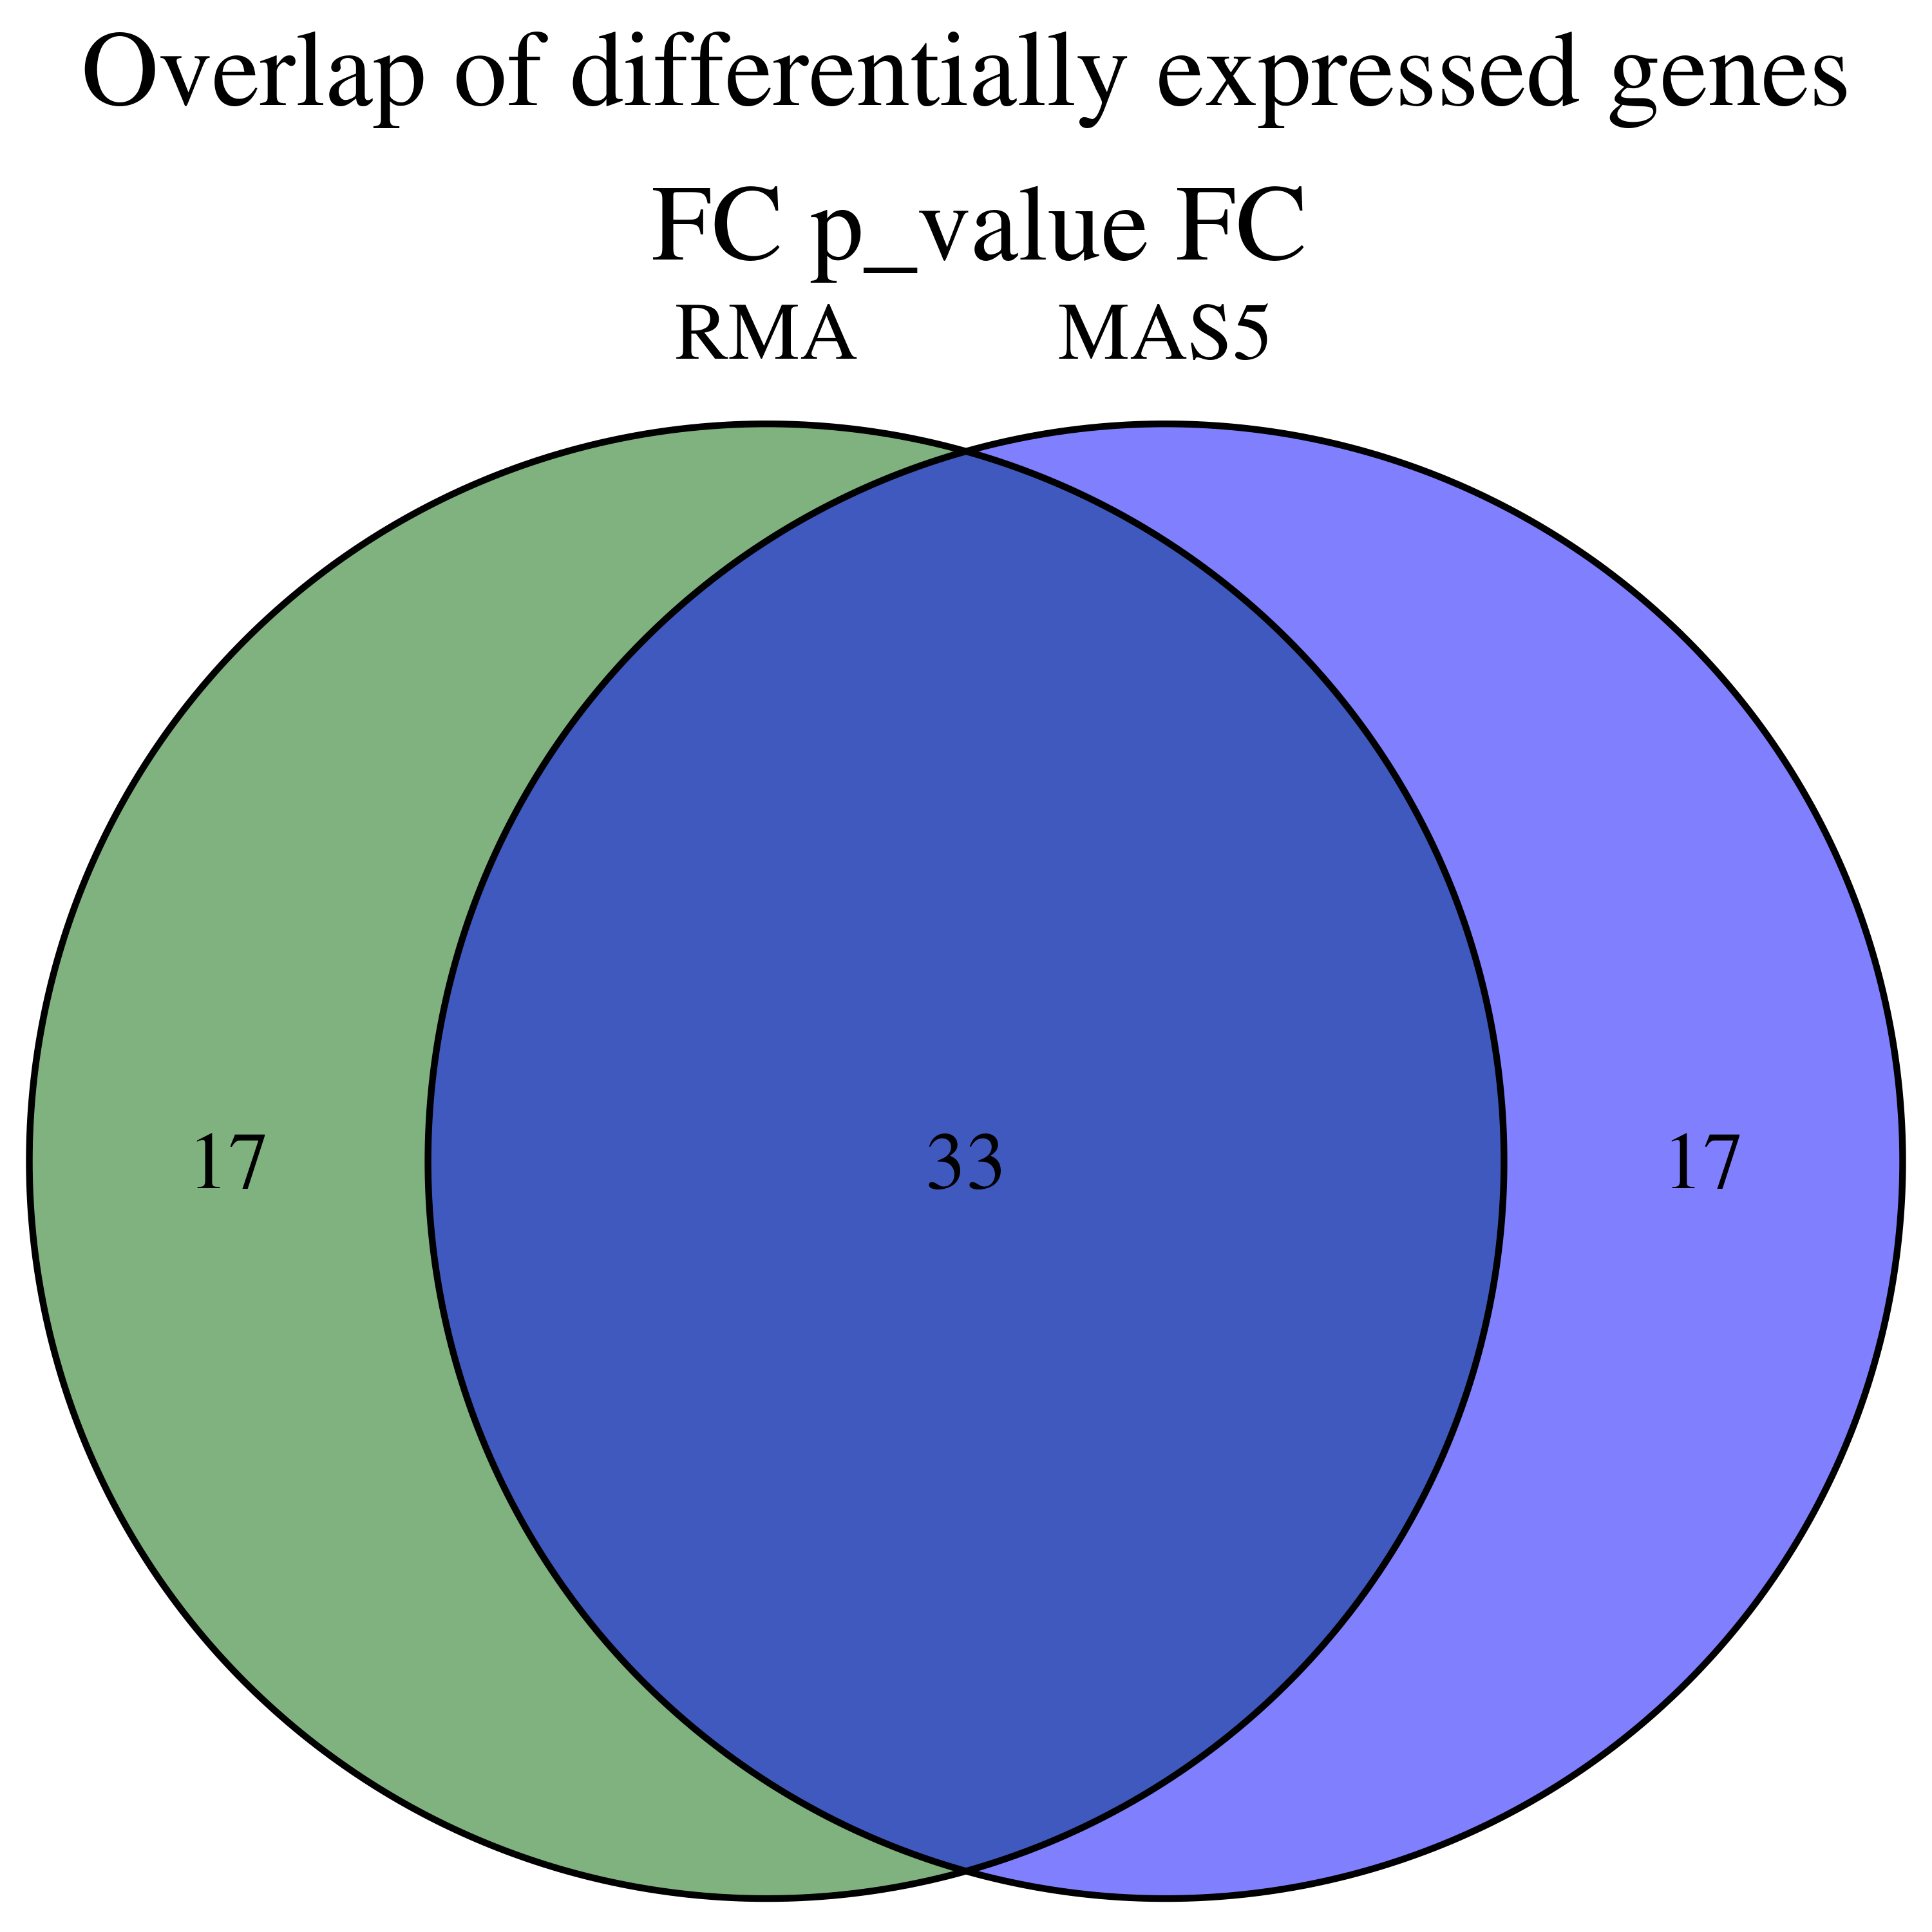 Overlap of differentially expressed genes
FC p_value FC
RMA MAS5
17 33 17